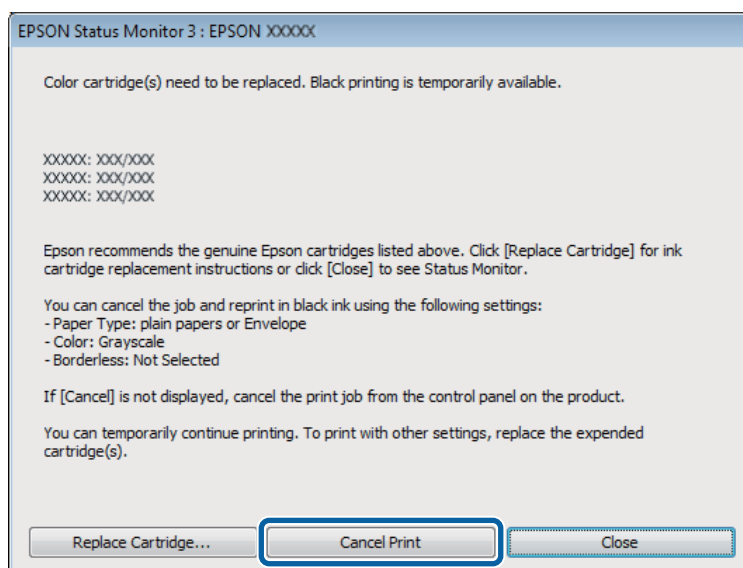 EPSON Status Monitor 3 : EPSON XXXXX
Color cartridge(s) need to be replaced. Black printing is temporarily available.
XXXXX: XXX/XXX
XXXXX: XXX/XXX
XXXXX: XXX/XXX
Epson recommends the genuine Epson cartridges listed above. Click [Replace Cartridge] for ink
cartridge replacement instructions or click [Close] to see Status Monitor.
You can cancel the job and reprint in black ink using the following settings:
- Paper Type: plain papers or Envelope
- Color: Grayscale
- Borderless: Not Selected
If [Cancel] is not displayed, cancel the print job from the control panel on the product.
You can temporarily continue printing. To print with other settings, replace the expended
cartridge(s).
Replace Cartridge... Cancel Print Close